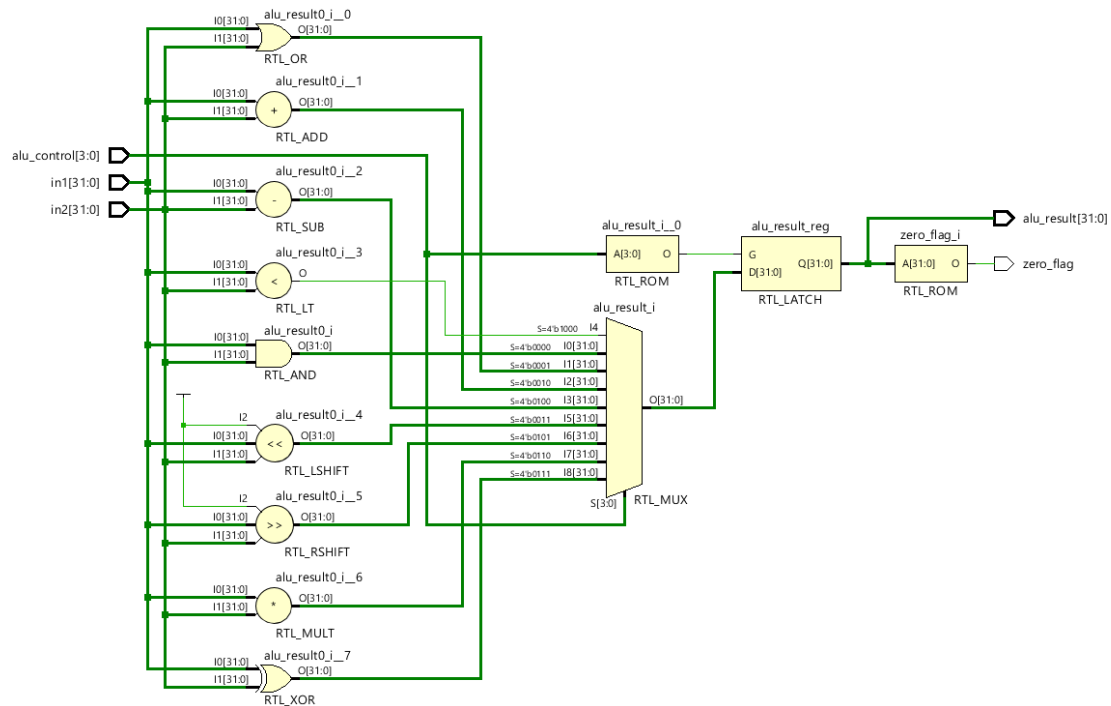 alu_result0_i__0
I0[31:0]
I1[31:0]
O[31:0]
RTL_OR
alu_result0_i__1
I0[31:0]
I1[31:0]
O[31:0]
+
RTL_ADD
alu_control[3:0]
in1[31:0]
in2[31:0]
alu_result0_i__2
I0[31:0]
I1[31:0]
O[31:0]
-
RTL_SUB
alu_result0_i__3
I0[31:0]
I1[31:0]
O
<
RTL_LT
alu_result0_i
I0[31:0]
I1[31:0]
O[31:0]
RTL_AND
alu_result0_i__4
I2
I0[31:0]
I1[31:0]
O[31:0]
<<
RTL_LSHIFT
alu_result0_i__5
I2
I0[31:0]
I1[31:0]
O[31:0]
>>
RTL_RSHIFT
alu_result0_i__6
I0[31:0]
I1[31:0]
O[31:0]
*
RTL_MULT
alu_result0_i__7
I0[31:0]
I1[31:0]
O[31:0]
RTL_XOR
alu_result_i__0
A[3:0] O
RTL_ROM
alu_result_i
S=4'b1000 I4
S=4'b0000 I0[31:0]
S=4'b0001 I1[31:0]
S=4'b0010 I2[31:0]
S=4'b0100 I3[31:0]
S=4'b0011 I5[31:0]
S=4'b0101 I6[31:0]
S=4'b0110 I7[31:0]
S=4'b0111 I8[31:0]
S[3:0]
O[31:0]
RTL_MUX
alu_result_reg
G
D[31:0]
Q[31:0]
RTL_LATCH
zero_flag_i
A[31:0] O
RTL_ROM
alu_result[31:0]
zero_flag